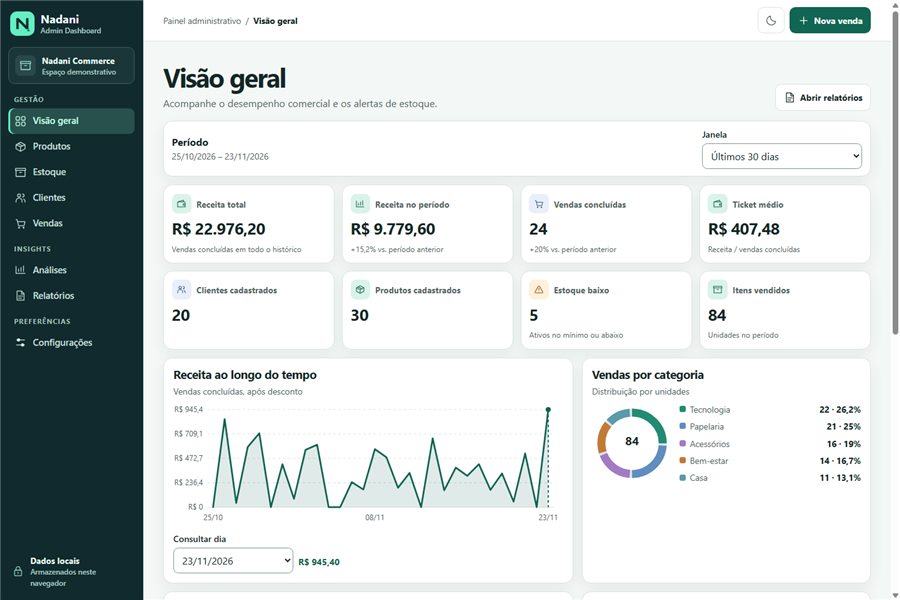 Nadani
Admin Dashboard
Nadani Commerce
Espaço demonstrativo
GESTÃO
Visão geral
Produtos
Estoque
Clientes
Vendas
INSIGHTS
Análises
Relatórios
PREFERÊNCIAS
Configurações
Dados locais
Armazenados neste
navegador
Painel administrativo / Visão geral
+ Nova venda
Visão geral
Acompanhe o desempenho comercial e os alertas de estoque.
Abrir relatórios
Período
25/10/2026 – 23/11/2026
Janela
Últimos 30 dias
Receita total
R$ 22.976,20
Vendas concluídas em todo o histórico
Receita no período
R$ 9.779,60
+15,2% vs. período anterior
Vendas concluídas
24
+20% vs. período anterior
Ticket médio
R$ 407,48
Receita / vendas concluídas
Clientes cadastrados
20
Produtos cadastrados
30
Estoque baixo
5
Ativos no mínimo ou abaixo
Itens vendidos
84
Unidades no período
Receita ao longo do tempo
Vendas concluídas, após desconto
R$ 945,4
R$ 709,1
R$ 472,7
R$ 236,4
R$ 0
25/10
08/11
23/11
Consultar dia
23/11/2026
R$ 945,40
Vendas por categoria
Distribuição por unidades
84
Tecnologia 22 · 26,2%
Papelaria 21 · 25%
Acessórios 16 · 19%
Bem-estar 14 · 16,7%
Casa 11 · 13,1%